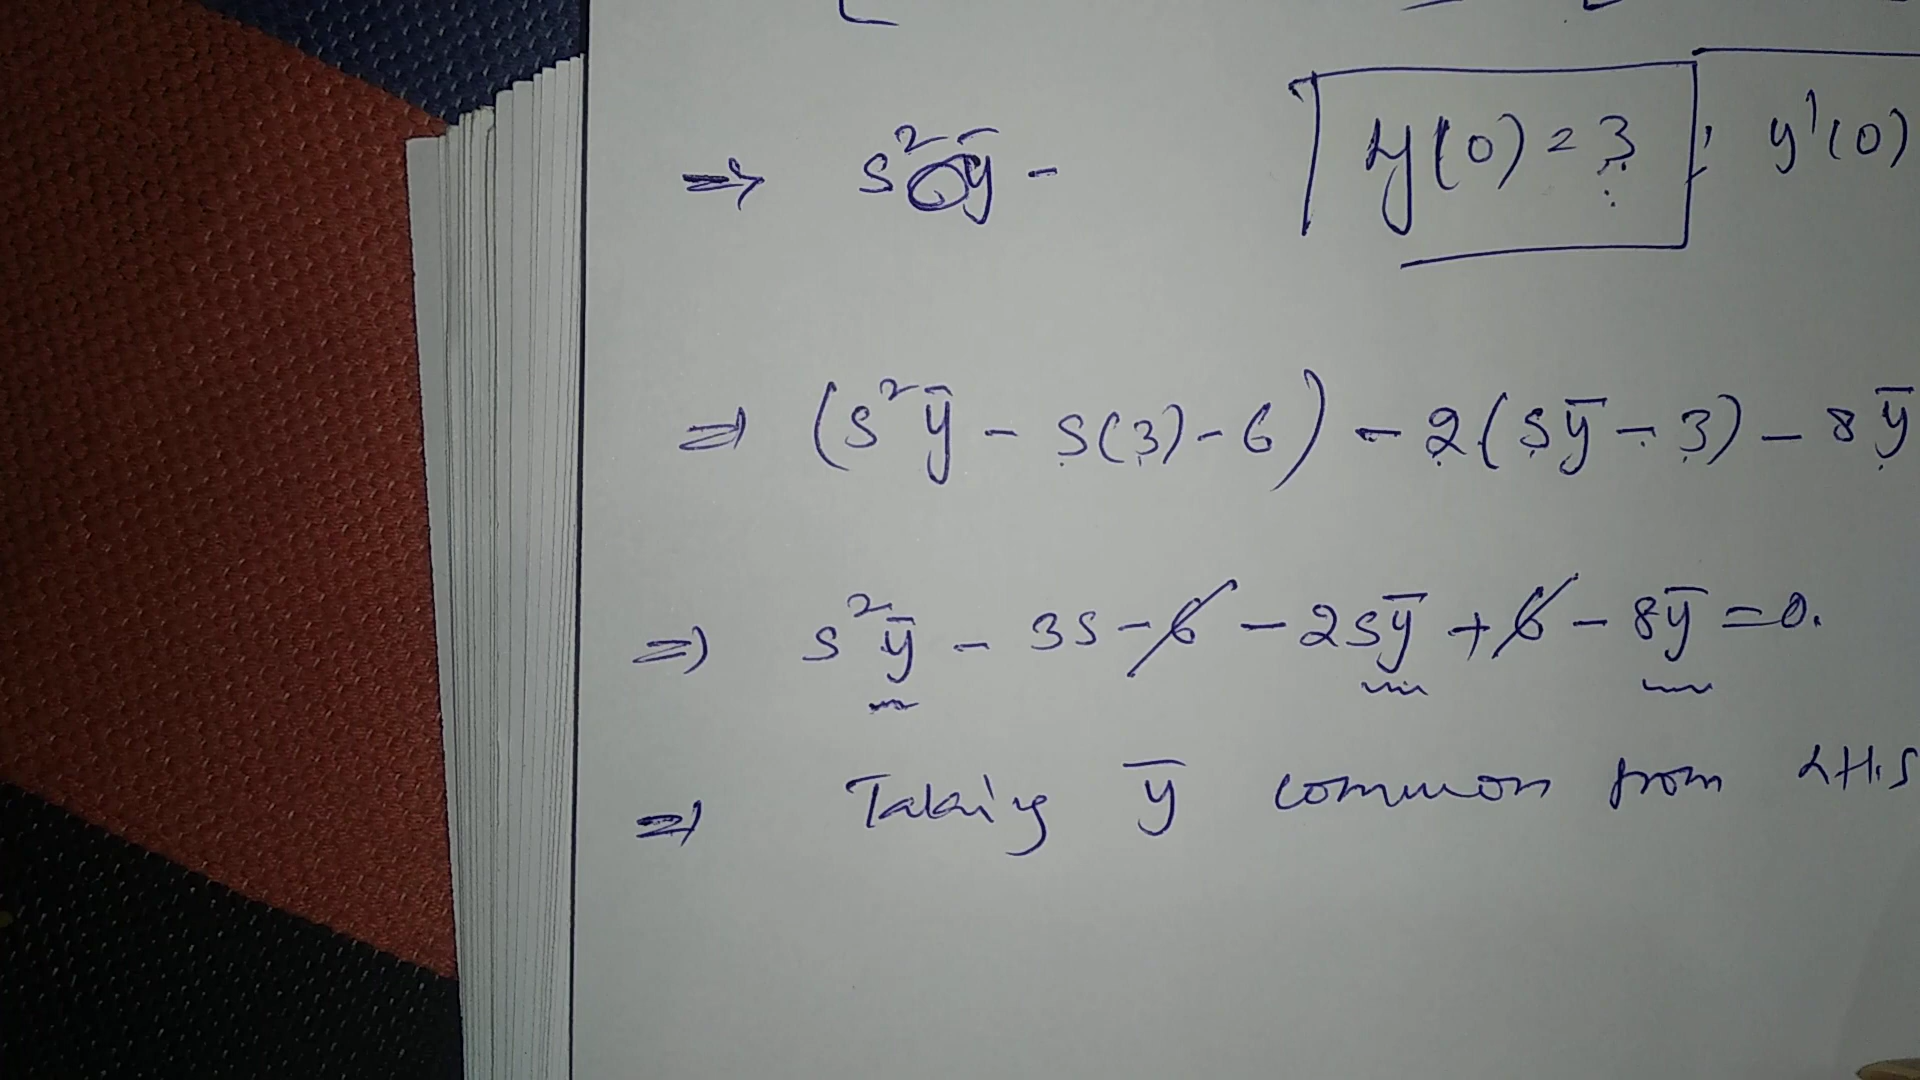 ⇒ s²ȳ - y(0) = 3 ; y'(0)
⇒ (s²ȳ - s(3) - 6) - 2(sȳ - 3) - 8ȳ
⇒ s²ȳ - 3s - 6 - 2sȳ + 6 - 8ȳ = 0.
⇒ Taking ȳ common from LH.S